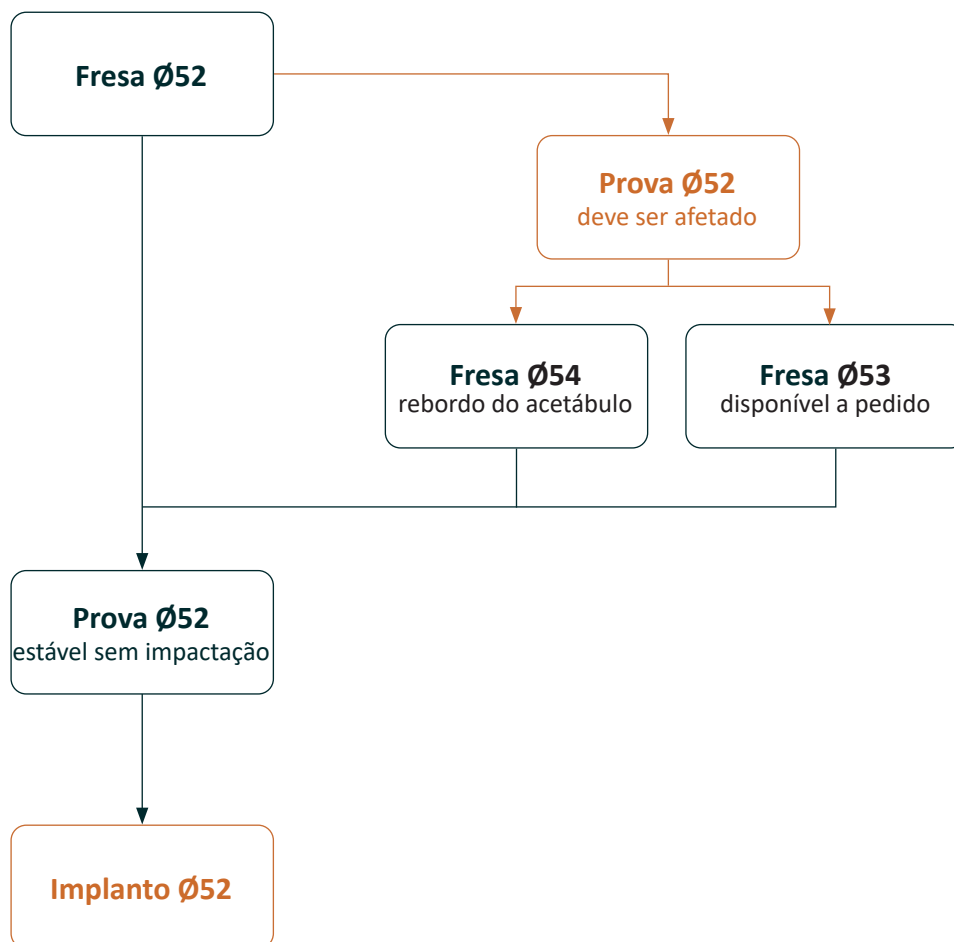 Fresa Ø52
Prova Ø52
deve ser afetado
Fresa Ø54
rebordo do acetábulo
Fresa Ø53
disponível a pedido
Prova Ø52
estável sem impactação
Implanto Ø52